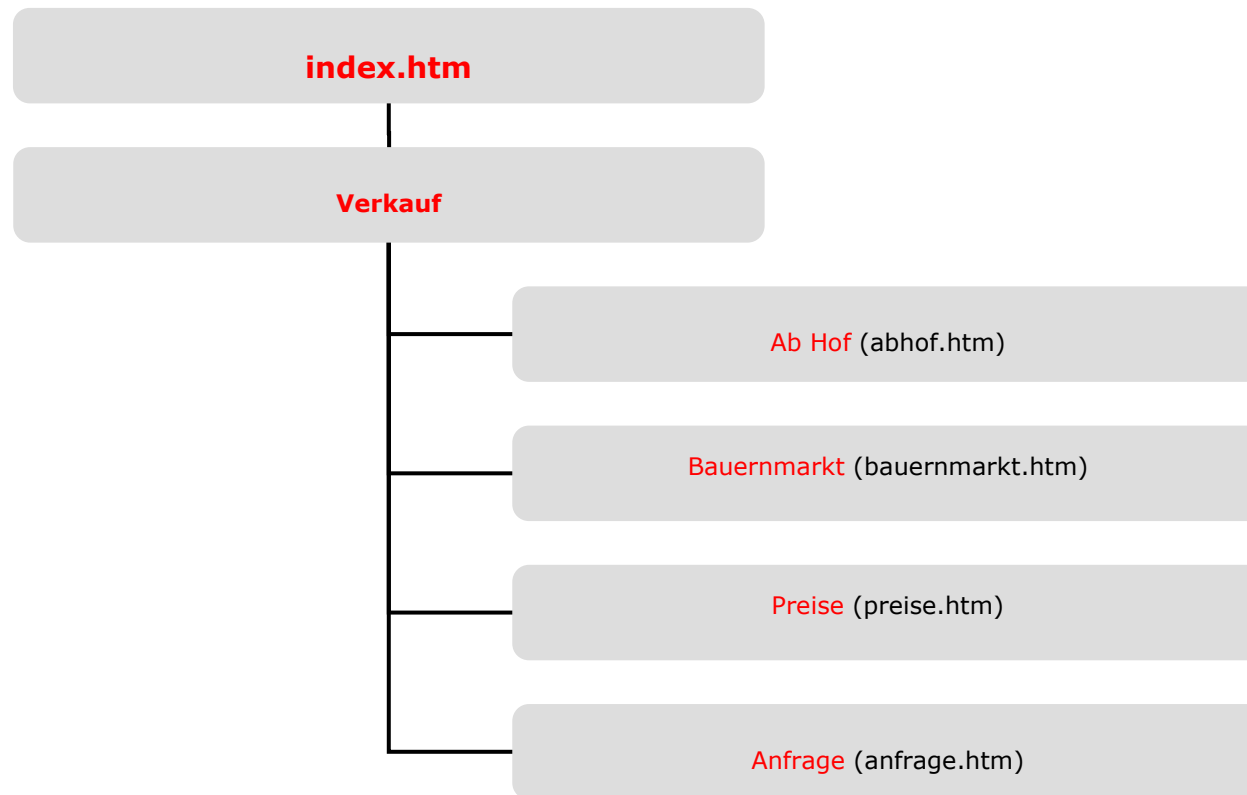 index.htm
Verkauf
Ab Hof (abhof.htm)
Bauernmarkt (bauernmarkt.htm)
Preise (preise.htm)
Anfrage (anfrage.htm)